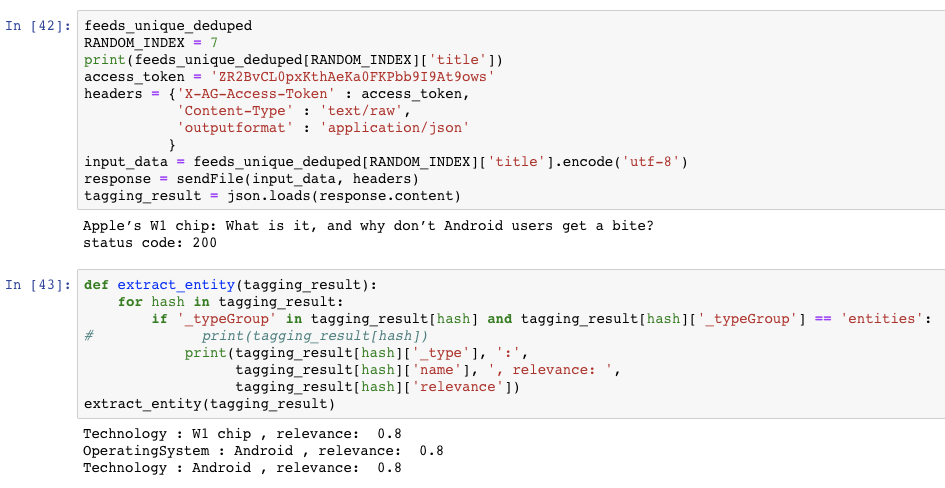 In [42]: feeds_unique_deduped
RANDOM_INDEX = 7
print(feeds_unique_deduped[RANDOM_INDEX]['title'])
access_token = 'ZR2BvCL0pxKthAeKa0FKPbb9I9At9ows'
headers = {'X-AG-Access-Token' : access_token,
           'Content-Type' : 'text/raw',
           'outputformat' : 'application/json'
          }
input_data = feeds_unique_deduped[RANDOM_INDEX]['title'].encode('utf-8')
response = sendFile(input_data, headers)
tagging_result = json.loads(response.content)
Apple’s W1 chip: What is it, and why don’t Android users get a bite?
status code: 200
In [43]: def extract_entity(tagging_result):
    for hash in tagging_result:
        if '_typeGroup' in tagging_result[hash] and tagging_result[hash]['_typeGroup'] == 'entities':
#             print(tagging_result[hash])
            print(tagging_result[hash]['_type'], ':',
                  tagging_result[hash]['name'], ', relevance: ',
                  tagging_result[hash]['relevance'])
extract_entity(tagging_result)
Technology : W1 chip , relevance:  0.8
OperatingSystem : Android , relevance:  0.8
Technology : Android , relevance:  0.8